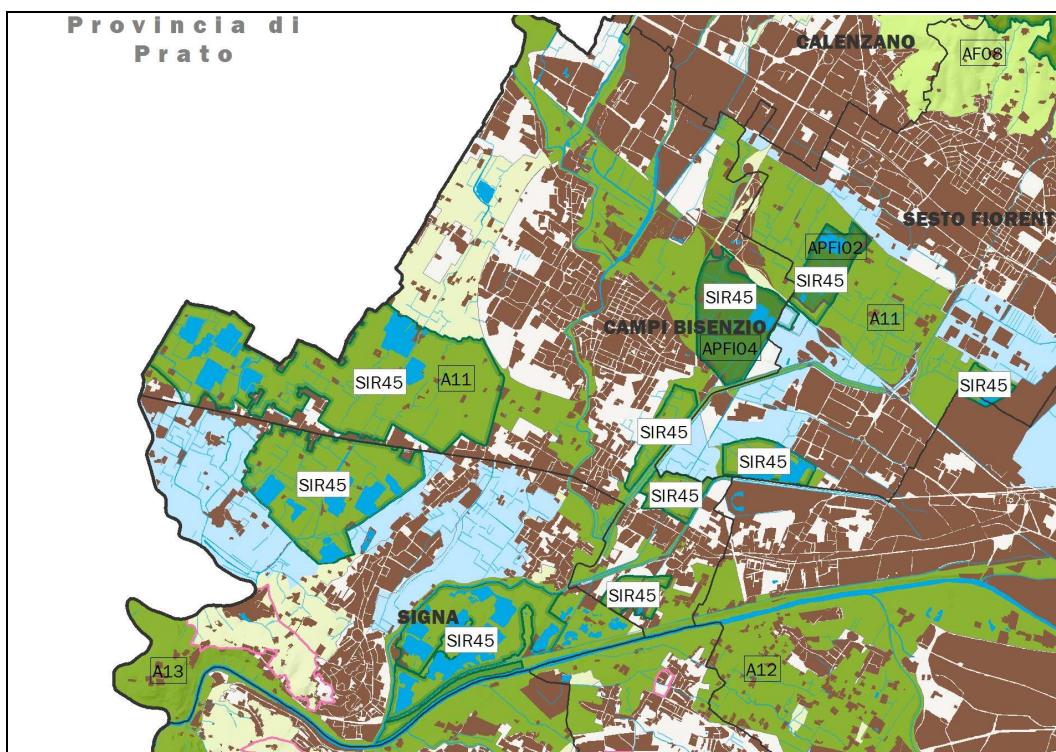 Provincia di
Prato
CALENZANO
AF08
SESTO FIORENT
APFI02
SIR45
SIR45
A11
CAMPI BISENZIO
APFI04
SIR45
A11
SIR45
SIR45
SIR45
SIR45
SIR45
SIR45
SIGNA
SIR45
A13
A12